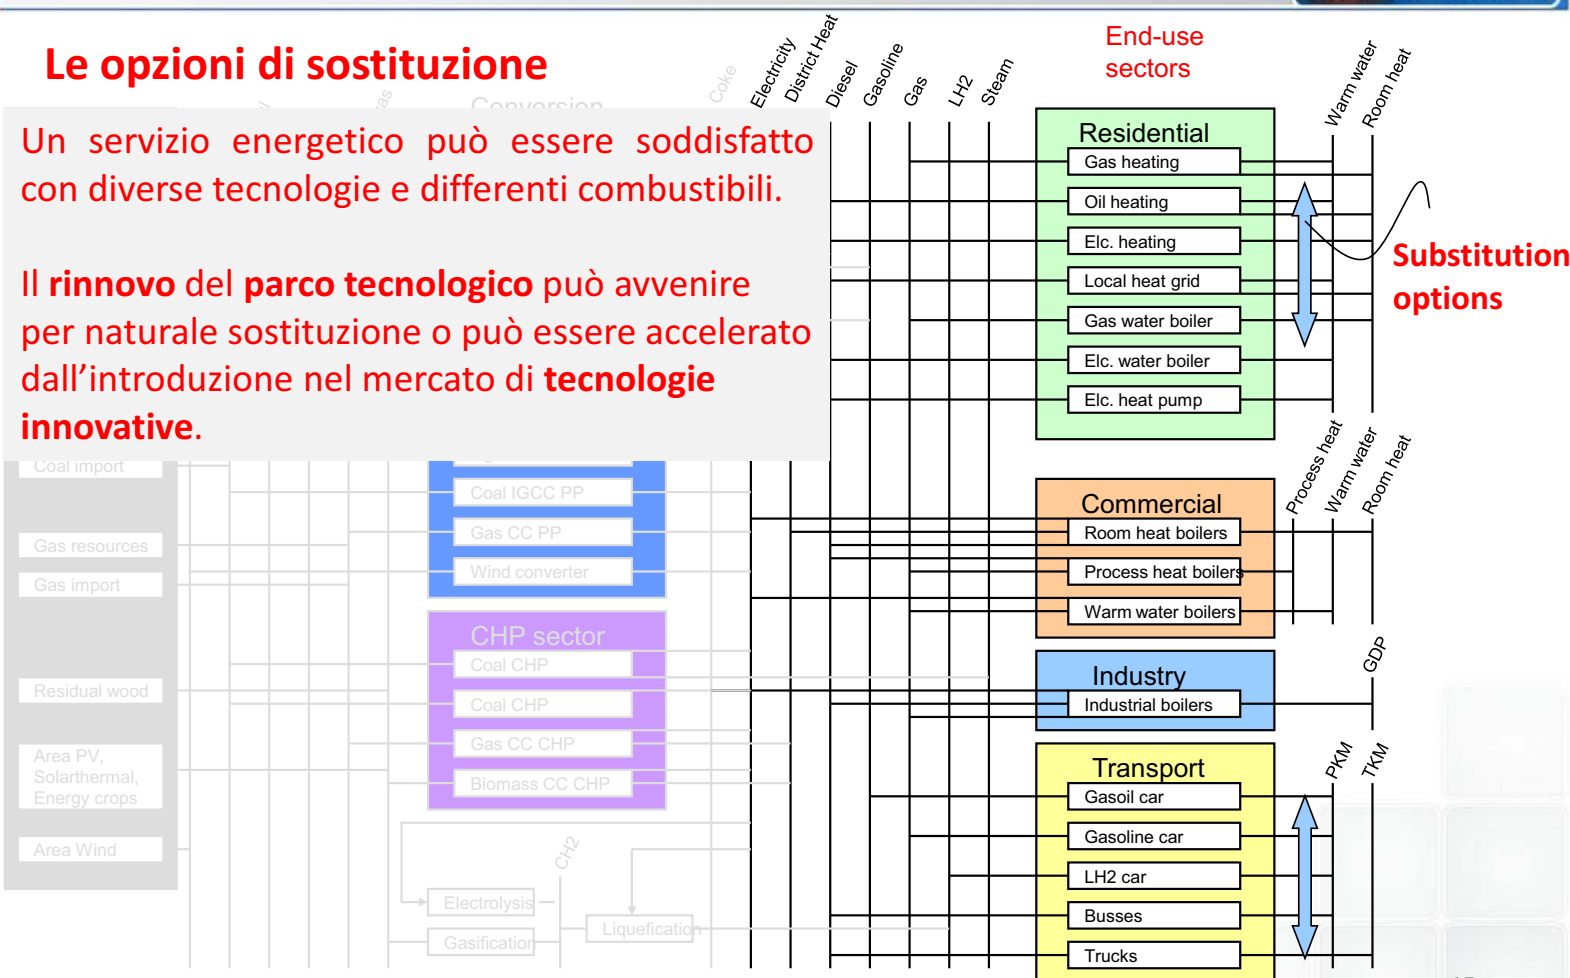 Le opzioni di sostituzione
Un servizio energetico può essere soddisfatto
con diverse tecnologie e differenti combustibili.
Il rinnovo del parco tecnologico può avvenire
per naturale sostituzione o può essere accelerato
dall’introduzione nel mercato di tecnologie
innovative.
Conversion
Coke
Electricity
District Heat
Diesel
Gasoline
Gas
LH2
Steam
End-use
sectors
Warm water
Room heat
Residential
Gas heating
Oil heating
Elc. heating
Local heat grid
Gas water boiler
Elc. water boiler
Elc. heat pump
Substitution
options
Process heat
Warm water
Room heat
Commercial
Room heat boilers
Process heat boilers
Warm water boilers
GDP
Industry
Industrial boilers
PKM
TKM
Transport
Gasoil car
Gasoline car
LH2 car
Busses
Trucks
Coal import
Gas resources
Gas import
Residual wood
Area PV,
Solarthermal,
Energy crops
Area Wind
Coal IGCC PP
Gas CC PP
Wind converter
CHP sector
Coal CHP
Coal CHP
Gas CC CHP
Biomass CC CHP
CH2
Electrolysis
Gasification
Liquefication